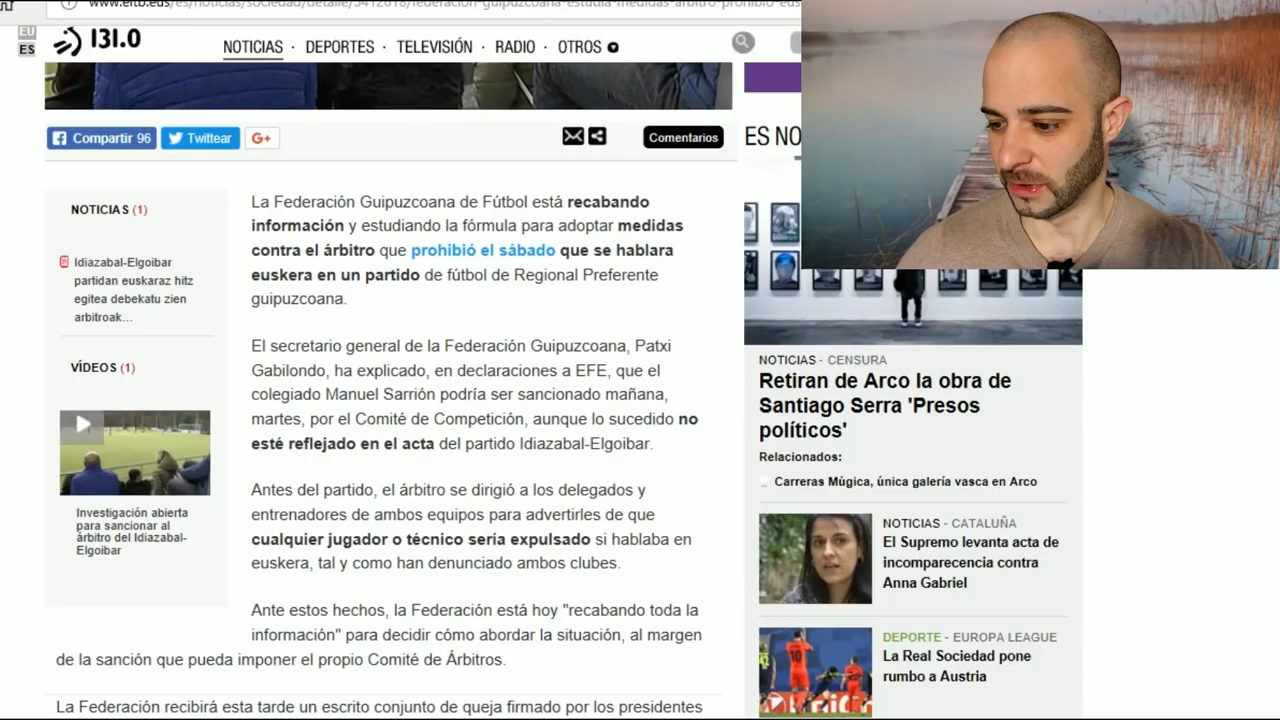 www.eitb.eus/es/noticias/sociedad/detalle/5412618/federacion-guipuzcoana-estudia-medidas-arbitro-prohibio-eus
EU
ES
NOTICIAS · DEPORTES · TELEVISIÓN · RADIO · OTROS
Compartir 96
Twittear
G+
Comentarios
ES NO
NOTICIAS (1)
Idiazabal-Elgoibar
partidan euskaraz hitz
egitea debekatu zien
arbitroak...
VÍDEOS (1)
Investigación abierta
para sancionar al
árbitro del Idiazabal-
Elgoibar
La Federación Guipuzcoana de Fútbol está recabando
información y estudiando la fórmula para adoptar medidas
contra el árbitro que prohibió el sábado que se hablara
euskera en un partido de fútbol de Regional Preferente
guipuzcoana.
El secretario general de la Federación Guipuzcoana, Patxi
Gabilondo, ha explicado, en declaraciones a EFE, que el
colegiado Manuel Sarrión podría ser sancionado mañana,
martes, por el Comité de Competición, aunque lo sucedido no
esté reflejado en el acta del partido Idiazabal-Elgoibar.
Antes del partido, el árbitro se dirigió a los delegados y
entrenadores de ambos equipos para advertirles de que
cualquier jugador o técnico sería expulsado si hablaba en
euskera, tal y como han denunciado ambos clubes.
Ante estos hechos, la Federación está hoy "recabando toda la
información" para decidir cómo abordar la situación, al margen
de la sanción que pueda imponer el propio Comité de Árbitros.
La Federación recibirá esta tarde un escrito conjunto de queja firmado por los presidentes
NOTICIAS - CENSURA
Retiran de Arco la obra de
Santiago Serra 'Presos
políticos'
Relacionados:
Carreras Múgica, única galería vasca en Arco
NOTICIAS - CATALUÑA
El Supremo levanta acta de
incomparecencia contra
Anna Gabriel
DEPORTE - EUROPA LEAGUE
La Real Sociedad pone
rumbo a Austria